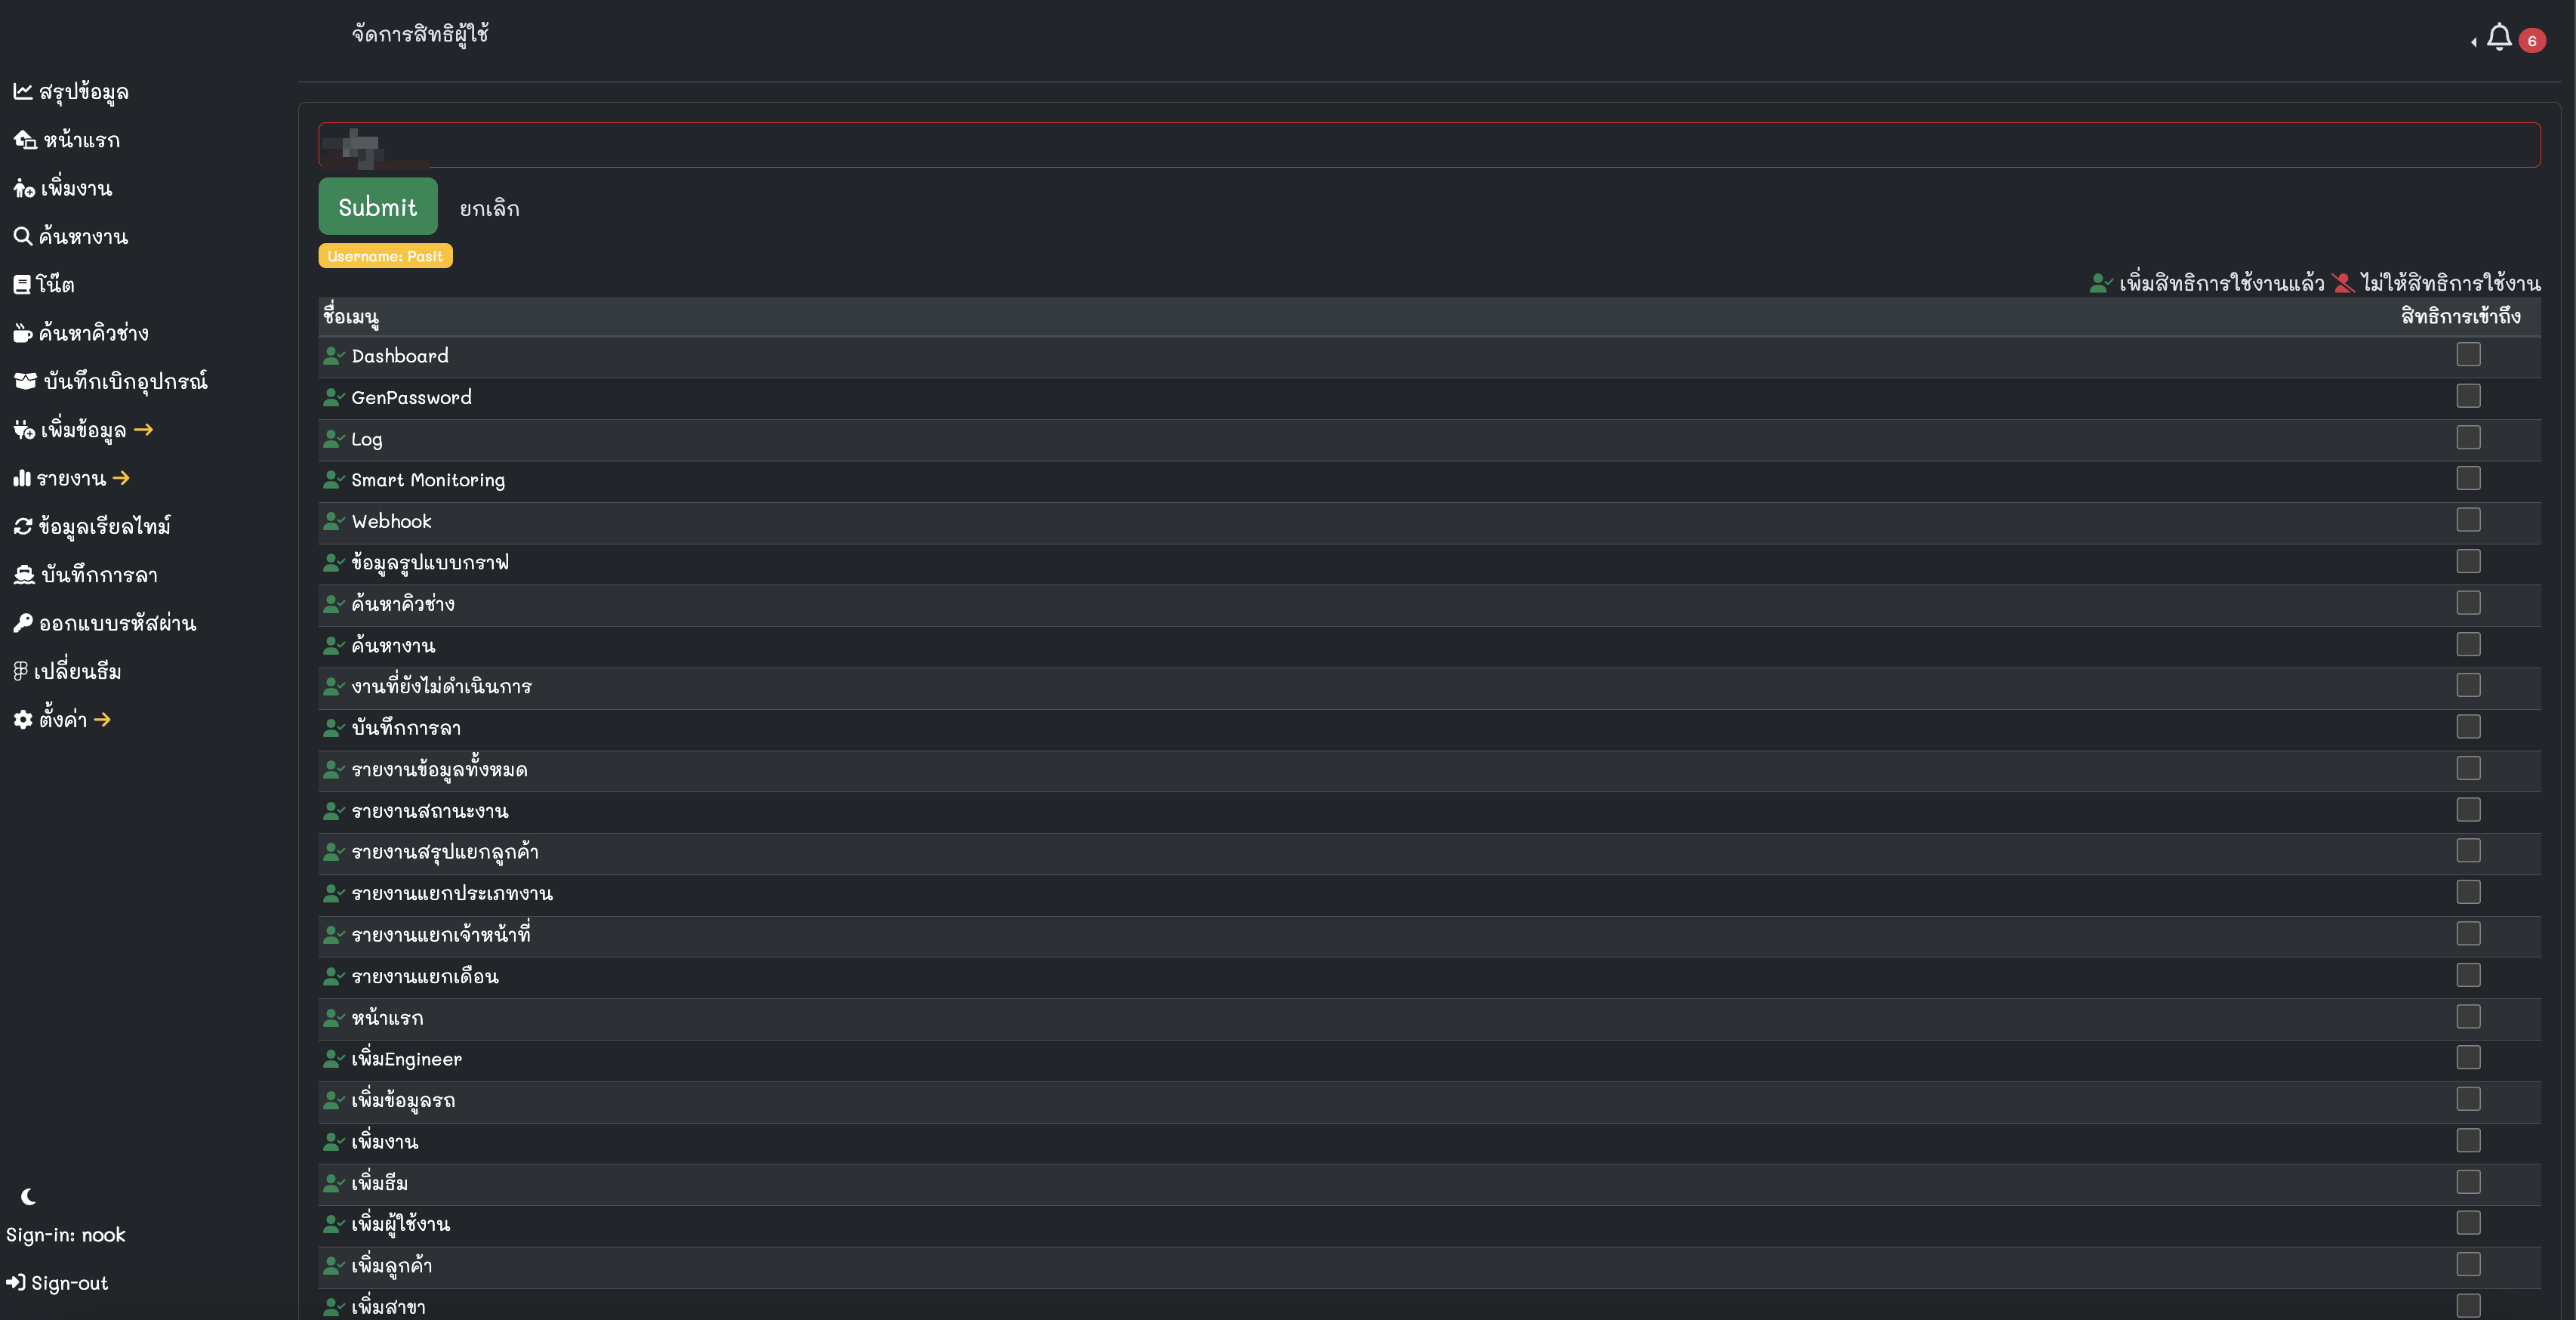 จัดการสิทธิผู้ใช้
6
สรุปข้อมูล
หน้าแรก
เพิ่มงาน
ค้นหางาน
โน๊ต
ค้นหาคิวช่าง
บันทึกเบิกอุปกรณ์
เพิ่มข้อมูล
รายงาน
ข้อมูลเรียลไทม์
บันทึกการลา
ออกแบบรหัสผ่าน
เปลี่ยนธีม
ตั้งค่า
Sign-in: nook
Sign-out
Submit ยกเลิก
Username: Pasit
เพิ่มสิทธิการใช้งานแล้ว ไม่ให้สิทธิการใช้งาน
ชื่อเมนู สิทธิการเข้าถึง
Dashboard
GenPassword
Log
Smart Monitoring
Webhook
ข้อมูลรูปแบบกราฟ
ค้นหาคิวช่าง
ค้นหางาน
งานที่ยังไม่ดำเนินการ
บันทึกการลา
รายงานข้อมูลทั้งหมด
รายงานสถานะงาน
รายงานสรุปแยกลูกค้า
รายงานแยกประเภทงาน
รายงานแยกเจ้าหน้าที่
รายงานแยกเดือน
หน้าแรก
เพิ่มEngineer
เพิ่มข้อมูลรถ
เพิ่มงาน
เพิ่มธีม
เพิ่มผู้ใช้งาน
เพิ่มลูกค้า
เพิ่มสาขา